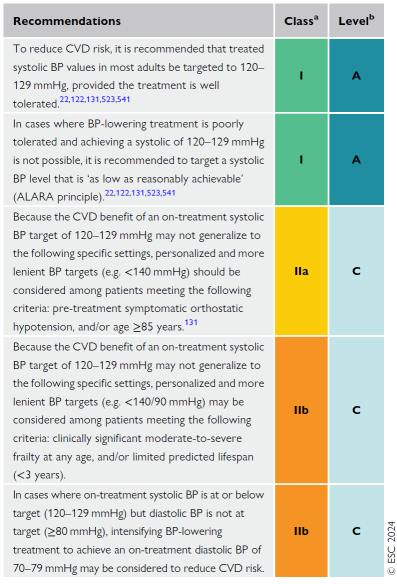 Recommendations Classᵃ Levelᵇ
To reduce CVD risk, it is recommended that treated
systolic BP values in most adults be targeted to 120–
129 mmHg, provided the treatment is well
tolerated.²²,¹²²,¹³¹,⁵²³,⁵⁴¹
I A
In cases where BP-lowering treatment is poorly
tolerated and achieving a systolic of 120–129 mmHg
is not possible, it is recommended to target a systolic
BP level that is ‘as low as reasonably achievable’
(ALARA principle).²²,¹²²,¹³¹,⁵²³,⁵⁴¹
I A
Because the CVD benefit of an on-treatment systolic
BP target of 120–129 mmHg may not generalize to
the following specific settings, personalized and more
lenient BP targets (e.g. <140 mmHg) should be
considered among patients meeting the following
criteria: pre-treatment symptomatic orthostatic
hypotension, and/or age ≥85 years.¹³¹
IIa C
Because the CVD benefit of an on-treatment systolic
BP target of 120–129 mmHg may not generalize to
the following specific settings, personalized and more
lenient BP targets (e.g. <140/90 mmHg) may be
considered among patients meeting the following
criteria: clinically significant moderate-to-severe
frailty at any age, and/or limited predicted lifespan
(<3 years).
IIb C
In cases where on-treatment systolic BP is at or below
target (120–129 mmHg) but diastolic BP is not at
target (≥80 mmHg), intensifying BP-lowering
treatment to achieve an on-treatment diastolic BP of
70–79 mmHg may be considered to reduce CVD risk.
IIb C
© ESC 2024